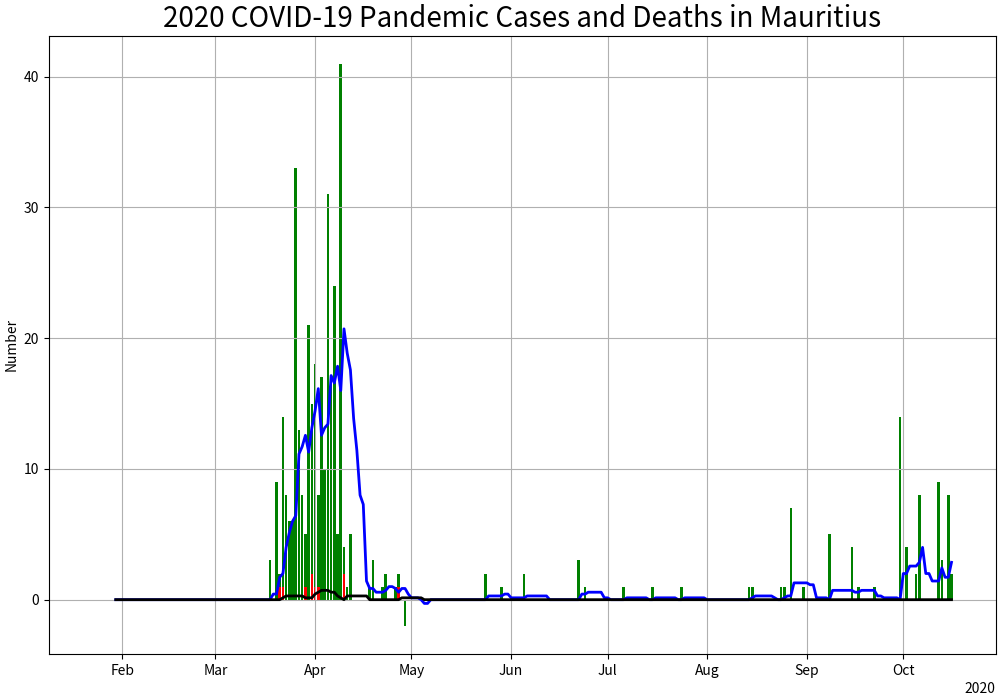 2020 COVID-19 Pandemic Cases and Deaths in Mauritius
Number
40
30
20
10
0
Feb Mar Apr May Jun Jul Aug Sep Oct
2020